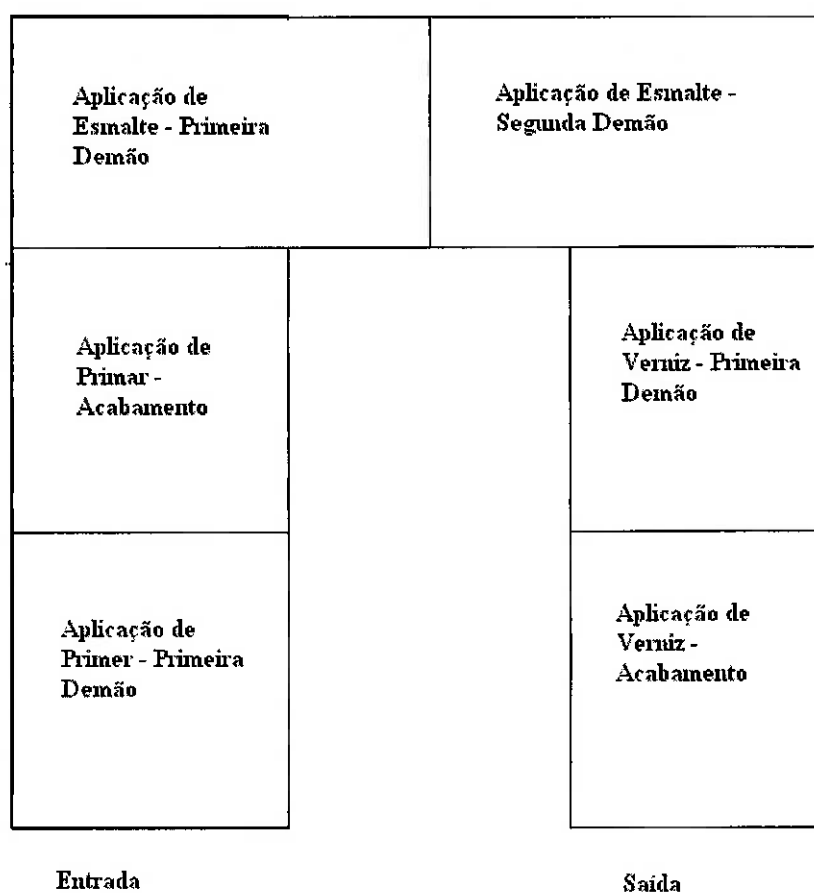 Aplicação de
Esmalte - Primeira
Demão
Aplicação de Esmalte -
Segunda Demão
Aplicação de
Primar -
Acabamento
Aplicação de
Verniz - Primeira
Demão
Aplicação de
Primer - Primeira
Demão
Aplicação de
Verniz -
Acabamento
Entrada
Saída